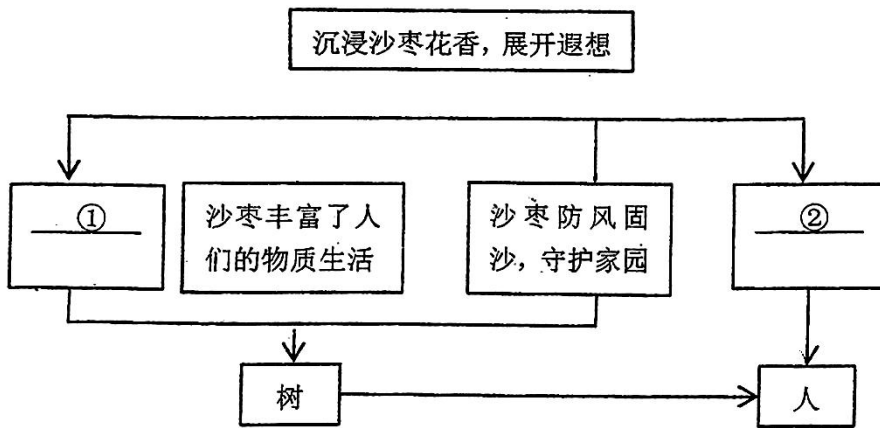 沉浸沙枣花香，展开遐想
①
沙枣丰富了人
们的物质生活
沙枣防风固
沙，守护家园
②
树
人